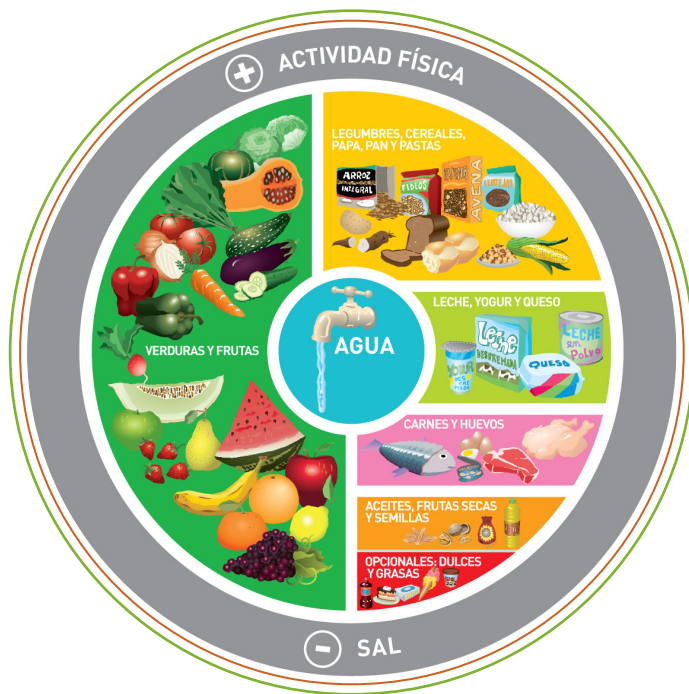 + ACTIVIDAD FÍSICA
LEGUMBRES, CEREALES,
PAPA, PAN Y PASTAS
ARROZ
INTEGRAL
FIDEOS
AVENA
LECHE, YOGUR Y QUESO
Leche
DESCREMADA
LECHE
en
Polvo
QUESO
VERDURAS Y FRUTAS
AGUA
CARNES Y HUEVOS
ACEITES, FRUTAS SECAS
Y SEMILLAS
OPCIONALES: DULCES
Y GRASAS
- SAL